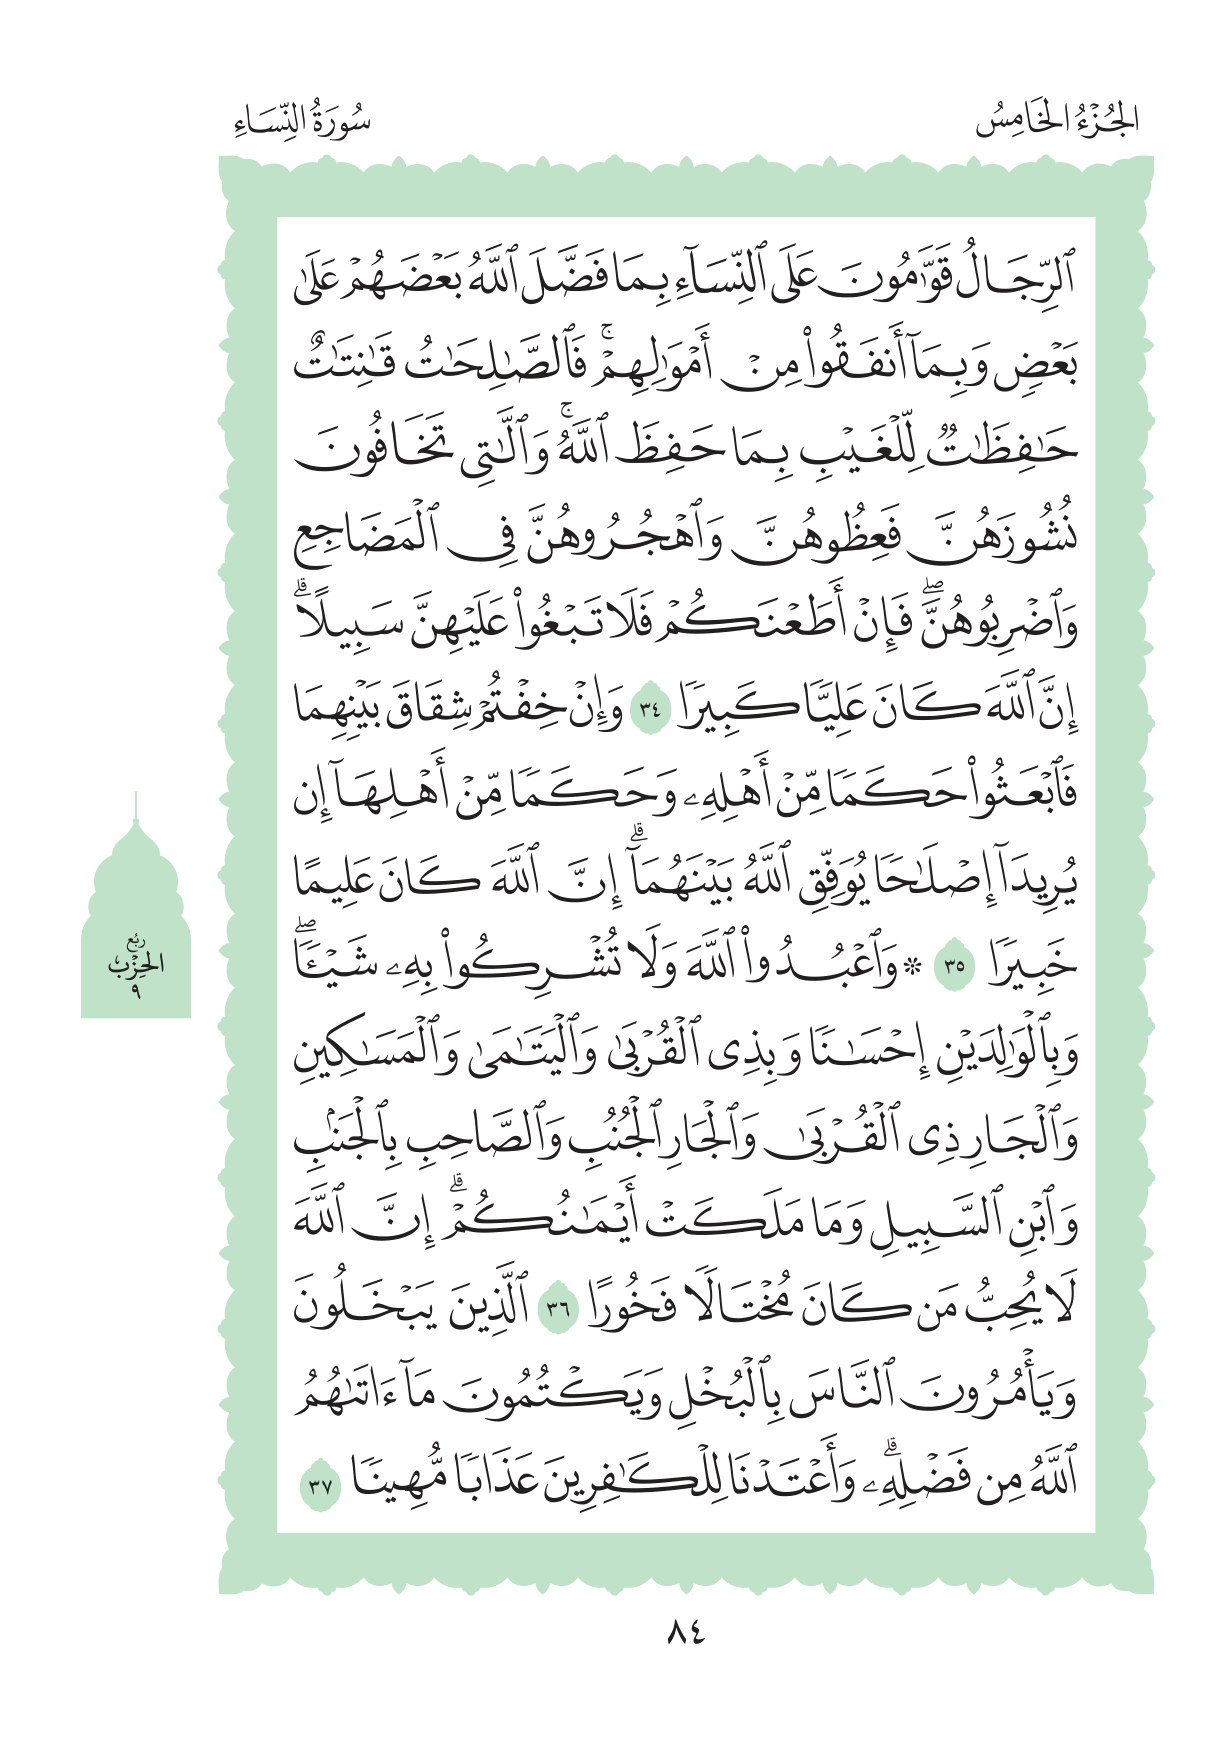 الجُزْءُ الخَامِسُ
سُورَةُ النِّسَاءِ
ٱلرِّجَالُ قَوَّٰمُونَ عَلَى ٱلنِّسَآءِ بِمَا فَضَّلَ ٱللَّهُ بَعْضَهُمْ عَلَىٰ
بَعْضٍ وَبِمَآ أَنفَقُوا۟ مِنْ أَمْوَٰلِهِمْ ۚ فَٱلصَّـٰلِحَـٰتُ قَـٰنِتَـٰتٌ
حَـٰفِظَـٰتٌ لِّلْغَيْبِ بِمَا حَفِظَ ٱللَّهُ ۚ وَٱلَّـٰتِى تَخَافُونَ
نُشُوزَهُنَّ فَعِظُوهُنَّ وَٱهْجُرُوهُنَّ فِى ٱلْمَضَاجِعِ
وَٱضْرِبُوهُنَّ ۖ فَإِنْ أَطَعْنَكُمْ فَلَا تَبْغُوا۟ عَلَيْهِنَّ سَبِيلًا ۗ
إِنَّ ٱللَّهَ كَانَ عَلِيًّا كَبِيرًا ٣٤ وَإِنْ خِفْتُمْ شِقَاقَ بَيْنِهِمَا
فَٱبْعَثُوا۟ حَكَمًا مِّنْ أَهْلِهِۦ وَحَكَمًا مِّنْ أَهْلِهَآ إِن
يُرِيدَآ إِصْلَـٰحًا يُوَفِّقِ ٱللَّهُ بَيْنَهُمَآ ۗ إِنَّ ٱللَّهَ كَانَ عَلِيمًا
خَبِيرًا ٣٥ ۞ وَٱعْبُدُوا۟ ٱللَّهَ وَلَا تُشْرِكُوا۟ بِهِۦ شَيْـًٔا ۖ
وَبِٱلْوَٰلِدَيْنِ إِحْسَـٰنًا وَبِذِى ٱلْقُرْبَىٰ وَٱلْيَتَـٰمَىٰ وَٱلْمَسَـٰكِينِ
وَٱلْجَارِ ذِى ٱلْقُرْبَىٰ وَٱلْجَارِ ٱلْجُنُبِ وَٱلصَّاحِبِ بِٱلْجَنۢبِ
وَٱبْنِ ٱلسَّبِيلِ وَمَا مَلَكَتْ أَيْمَـٰنُكُمْ ۗ إِنَّ ٱللَّهَ
لَا يُحِبُّ مَن كَانَ مُخْتَالًا فَخُورًا ٣٦ ٱلَّذِينَ يَبْخَلُونَ
وَيَأْمُرُونَ ٱلنَّاسَ بِٱلْبُخْلِ وَيَكْتُمُونَ مَآ ءَاتَىٰهُمُ
ٱللَّهُ مِن فَضْلِهِۦ ۗ وَأَعْتَدْنَا لِلْكَـٰفِرِينَ عَذَابًا مُّهِينًا ٣٧
رُبْع
الحِزْب
٩
٨٤